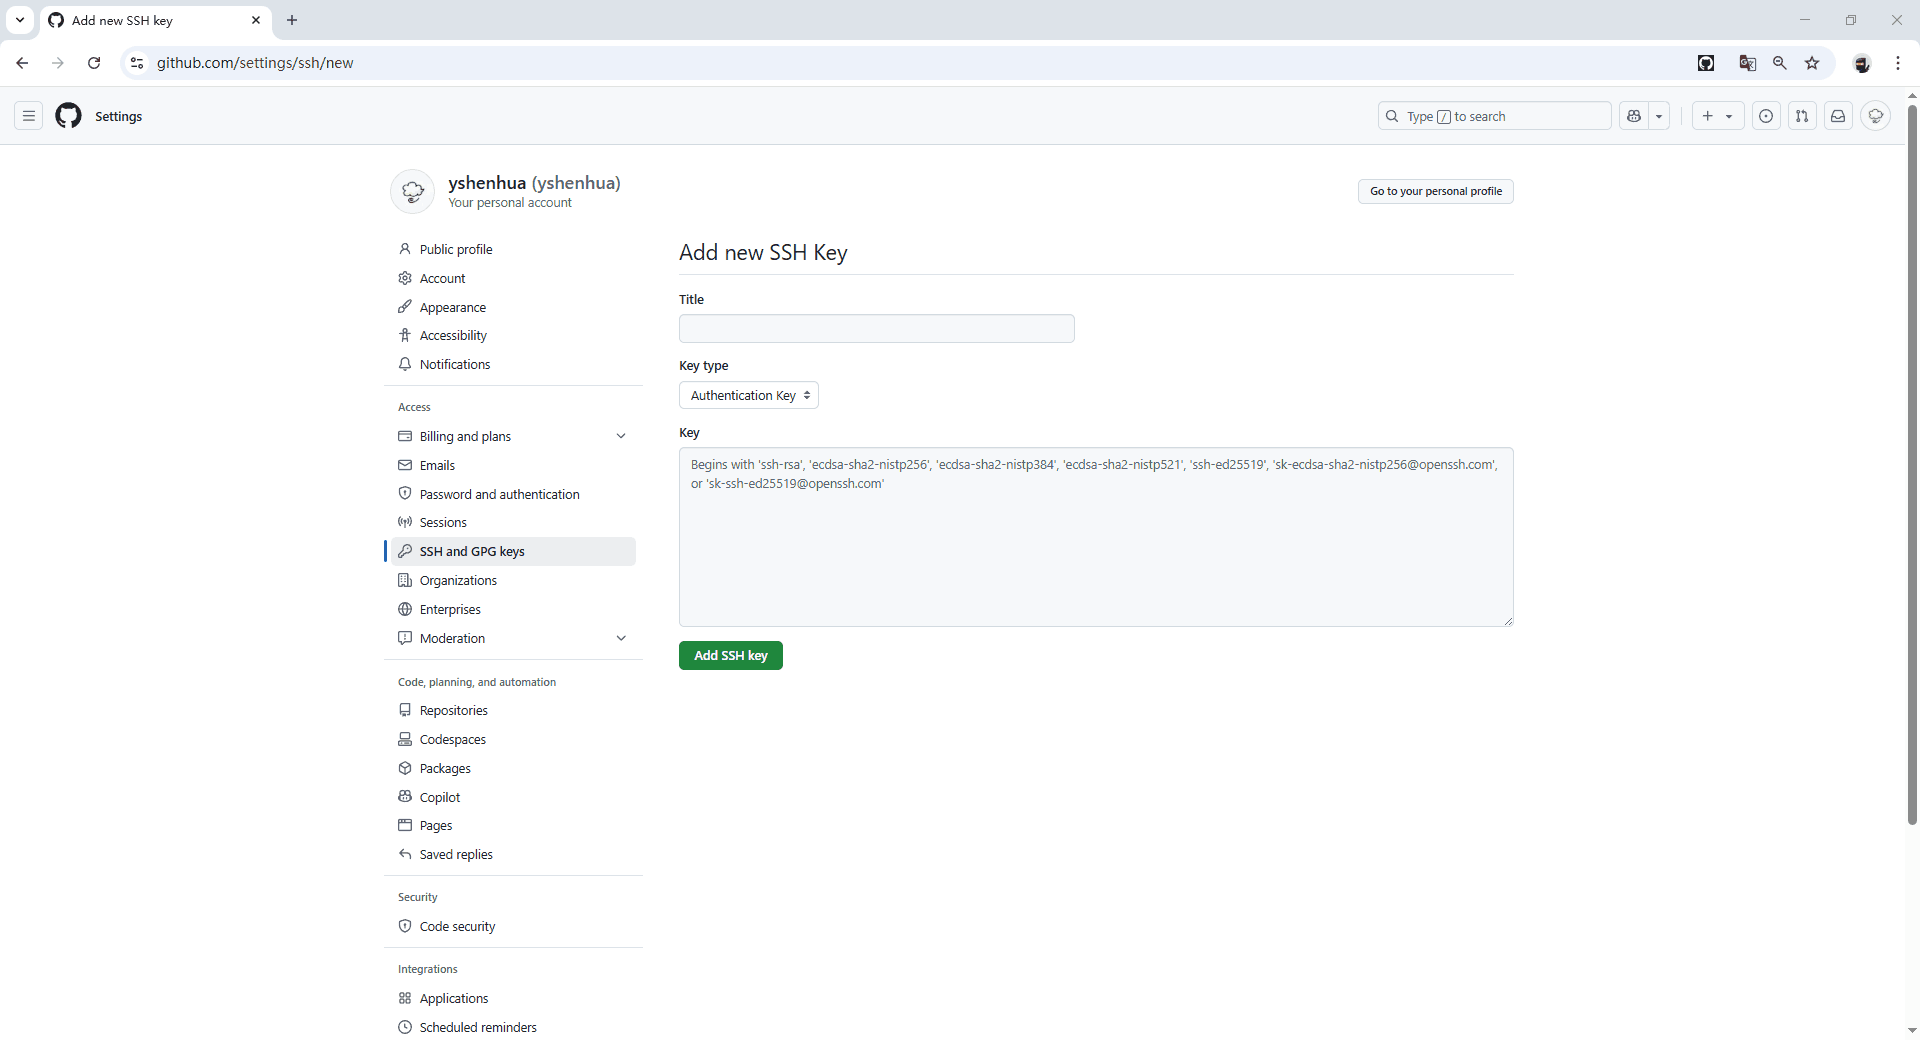 Add new SSH key
github.com/settings/ssh/new
Settings
Type / to search
yshenhua (yshenhua)
Your personal account
Go to your personal profile
Public profile
Account
Appearance
Accessibility
Notifications
Access
Billing and plans
Emails
Password and authentication
Sessions
SSH and GPG keys
Organizations
Enterprises
Moderation
Code, planning, and automation
Repositories
Codespaces
Packages
Copilot
Pages
Saved replies
Security
Code security
Integrations
Applications
Scheduled reminders
Add new SSH Key
Title
Key type
Authentication Key
Key
Begins with 'ssh-rsa', 'ecdsa-sha2-nistp256', 'ecdsa-sha2-nistp384', 'ecdsa-sha2-nistp521', 'ssh-ed25519', 'sk-ecdsa-sha2-nistp256@openssh.com',
or 'sk-ssh-ed25519@openssh.com'
Add SSH key